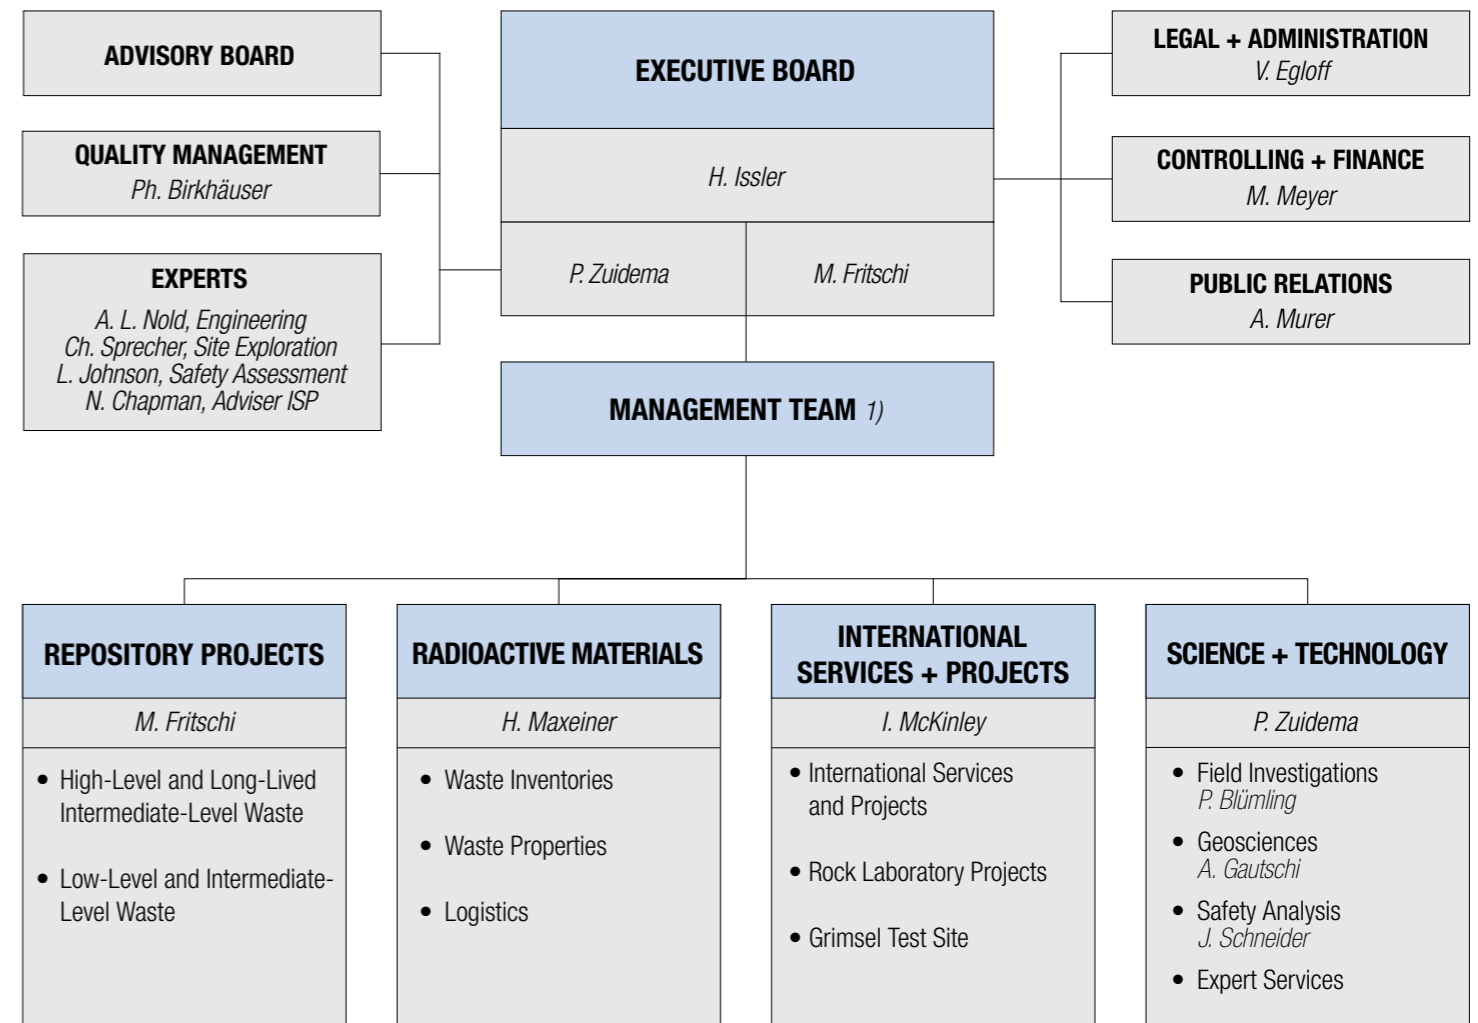 ADVISORY BOARD
QUALITY MANAGEMENT
Ph. Birkhäuser
EXPERTS
A. L. Nold, Engineering
Ch. Sprecher, Site Exploration
L. Johnson, Safety Assessment
N. Chapman, Adviser ISP
EXECUTIVE BOARD
H. Issler
P. Zuidema
M. Fritschi
LEGAL + ADMINISTRATION
V. Egloff
CONTROLLING + FINANCE
M. Meyer
PUBLIC RELATIONS
A. Murer
MANAGEMENT TEAM 1)
REPOSITORY PROJECTS
M. Fritschi
• High-Level and Long-Lived
Intermediate-Level Waste
• Low-Level and Intermediate-
Level Waste
RADIOACTIVE MATERIALS
H. Maxeiner
• Waste Inventories
• Waste Properties
• Logistics
INTERNATIONAL
SERVICES + PROJECTS
I. McKinley
• International Services
and Projects
• Rock Laboratory Projects
• Grimsel Test Site
SCIENCE + TECHNOLOGY
P. Zuidema
• Field Investigations
P. Blümling
• Geosciences
A. Gautschi
• Safety Analysis
J. Schneider
• Expert Services